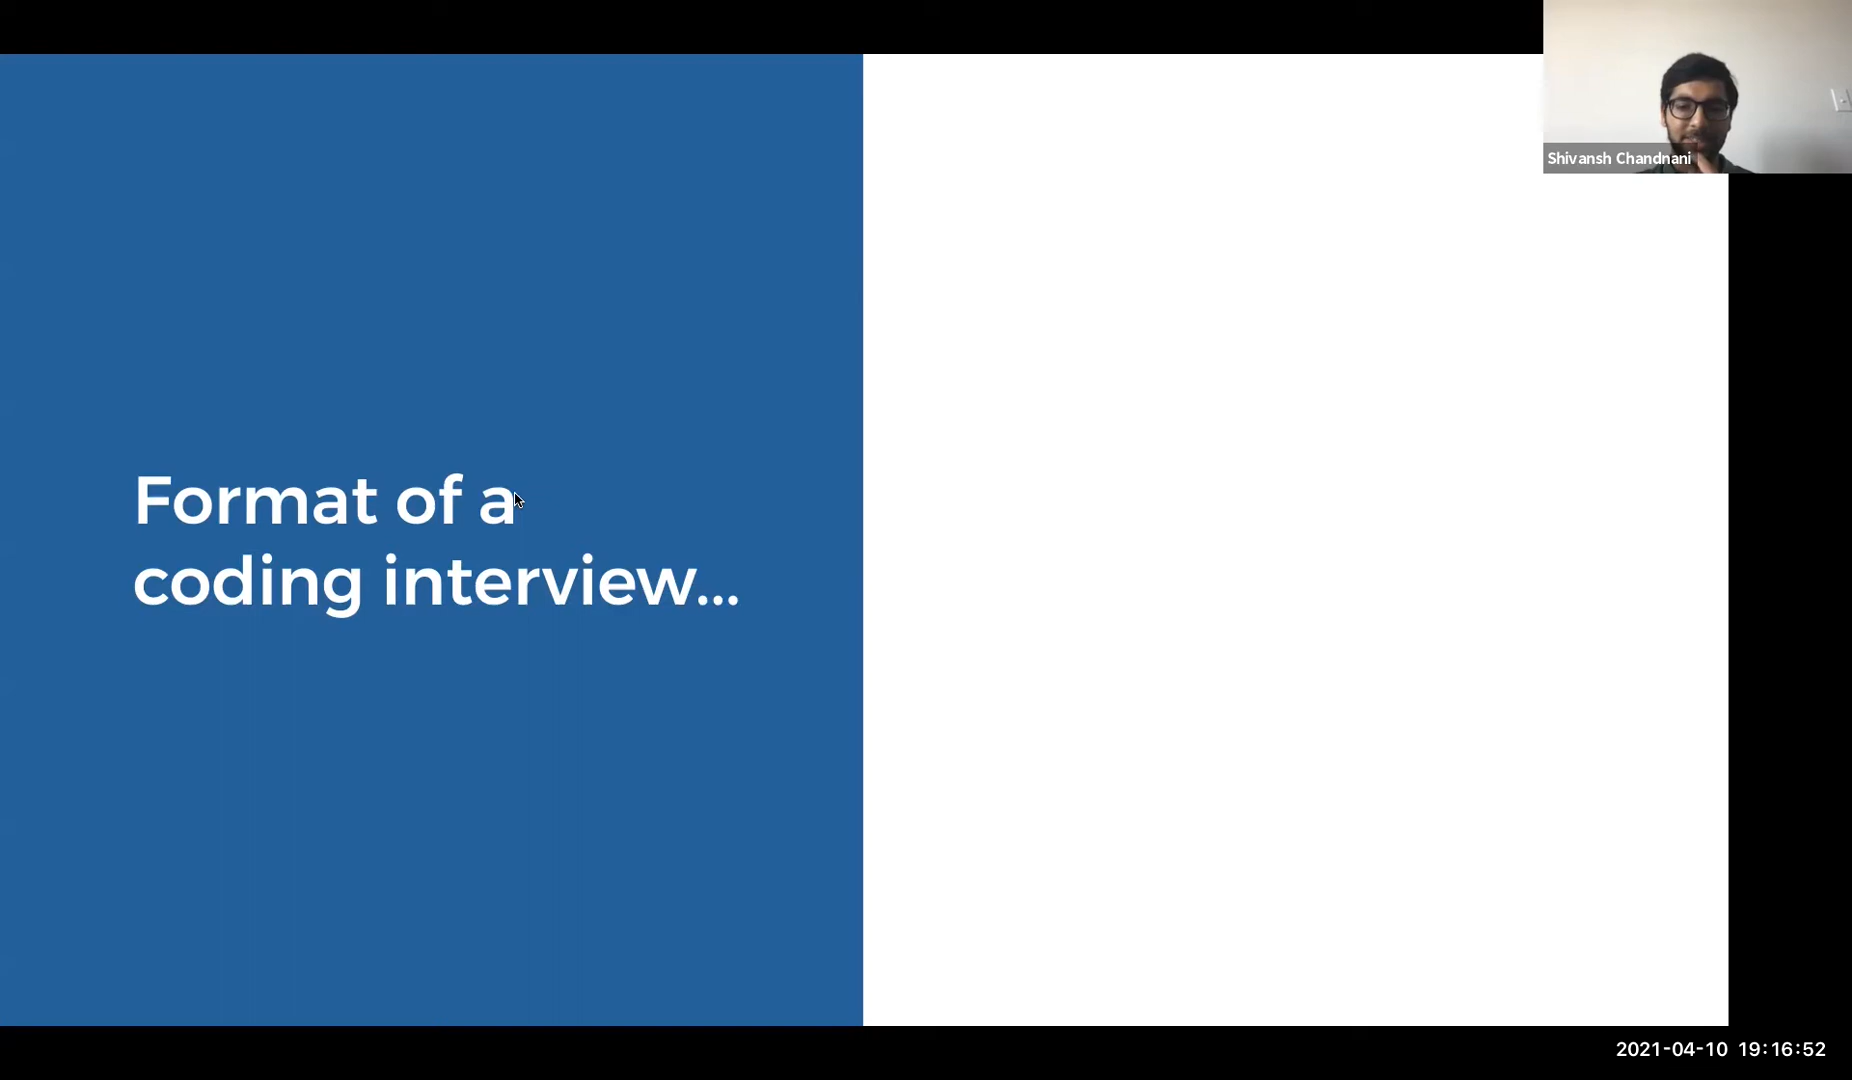 Shivansh Chandnani
Format of a
coding interview...
2021-04-10 19:16:52